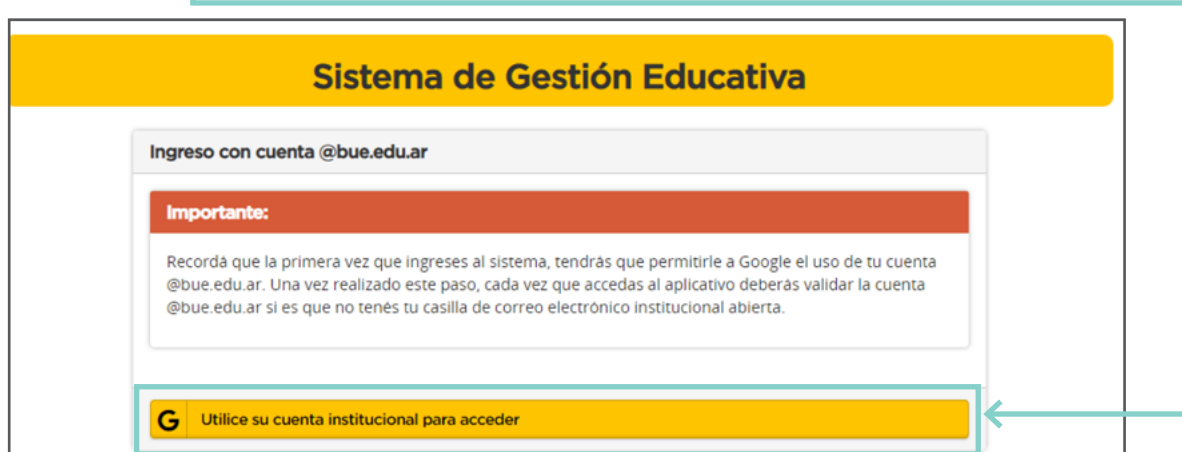 Sistema de Gestión Educativa
Ingreso con cuenta @bue.edu.ar
Importante:
Recordá que la primera vez que ingreses al sistema, tendrás que permitirle a Google el uso de tu cuenta
@bue.edu.ar. Una vez realizado este paso, cada vez que accedas al aplicativo deberás validar la cuenta
@bue.edu.ar si es que no tenés tu casilla de correo electrónico institucional abierta.
G Utilice su cuenta institucional para acceder